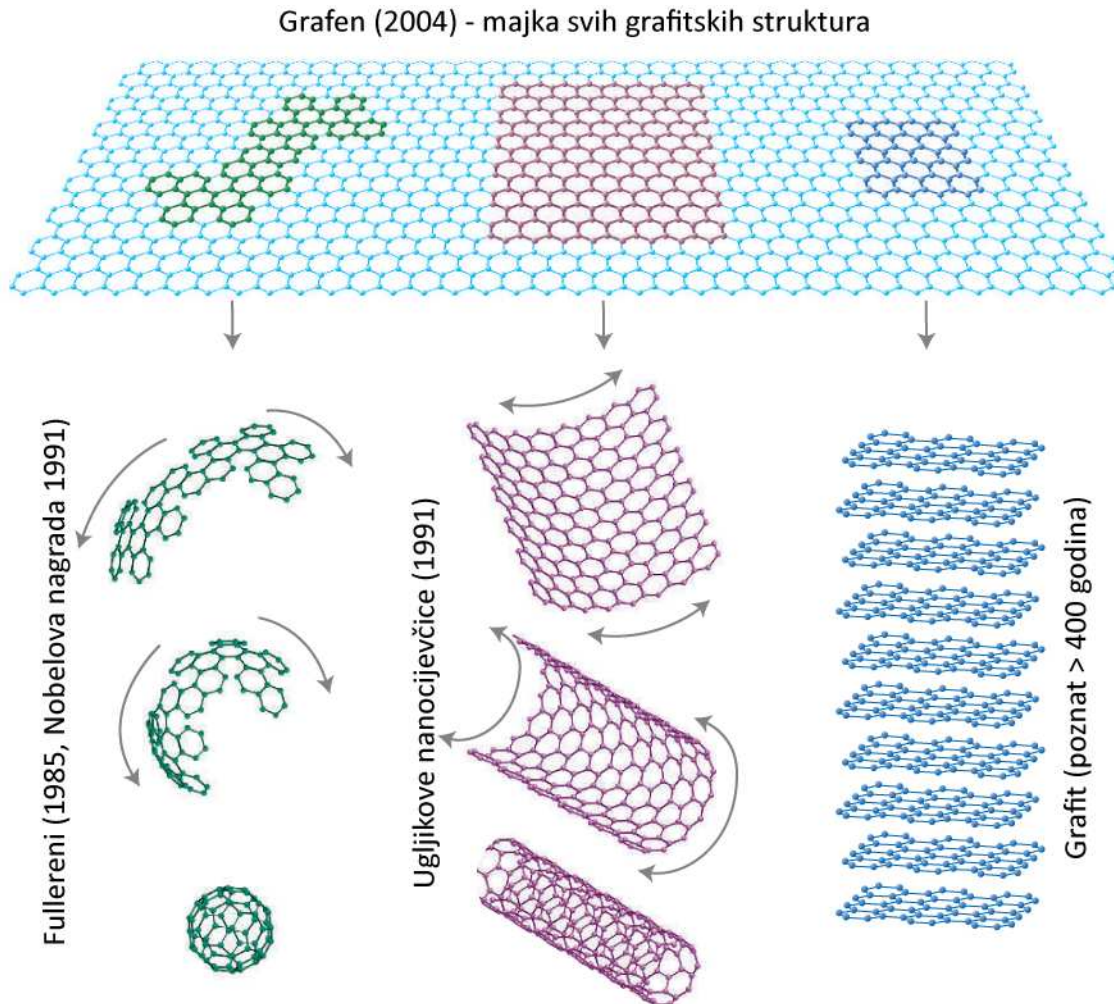 Grafen (2004) - majka svih grafitskih struktura
Fullereni (1985, Nobelova nagrada 1991)
Ugljikove nanocijevčice (1991)
Grafit (poznat > 400 godina)